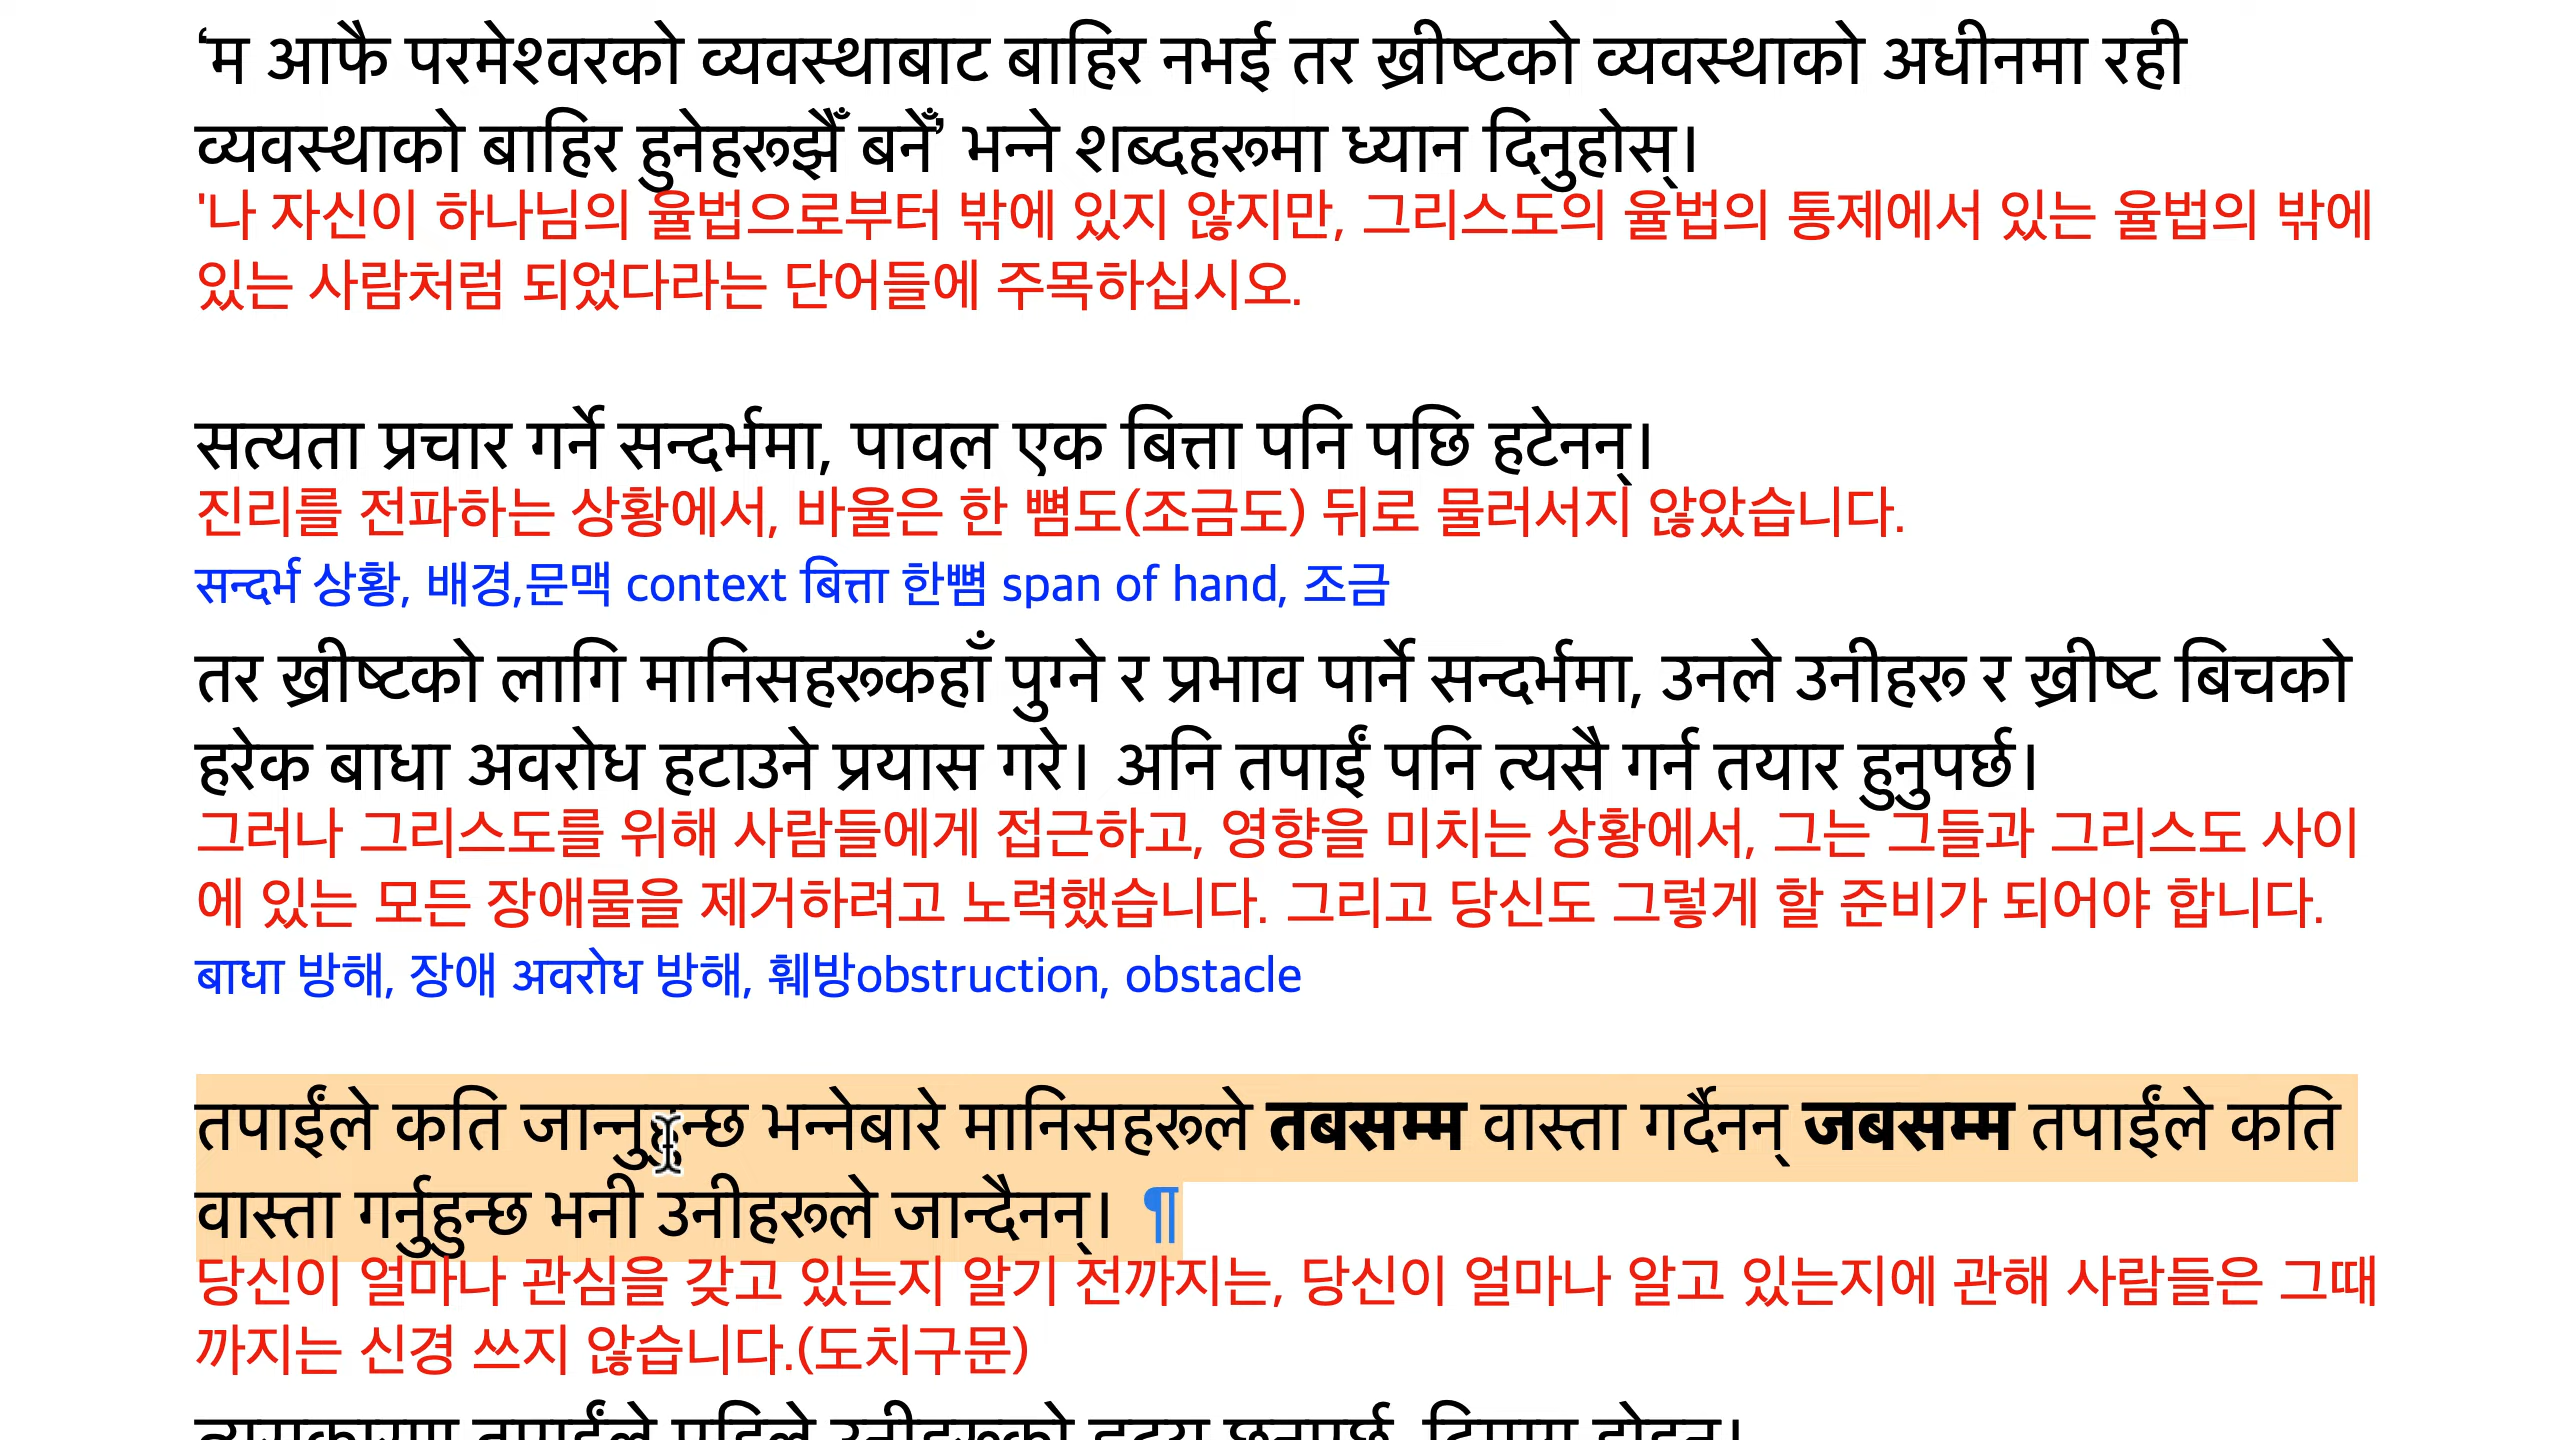 ‘म आफै परमेश्वरको व्यवस्थाबाट बाहिर नभई तर ख्रीष्टको व्यवस्थाको अधीनमा रही
व्यवस्थाको बाहिर हुनेहरूझैँ बनेँ’ भन्ने शब्दहरूमा ध्यान दिनुहोस्।
'나 자신이 하나님의 율법으로부터 밖에 있지 않지만, 그리스도의 율법의 통제에서 있는 율법의 밖에
있는 사람처럼 되었다라는 단어들에 주목하십시오.
सत्यता प्रचार गर्ने सन्दर्भमा, पावल एक बित्ता पनि पछि हटेनन्।
진리를 전파하는 상황에서, 바울은 한 뼘도(조금도) 뒤로 물러서지 않았습니다.
सन्दर्भ 상황, 배경,문맥 context बित्ता 한뼘 span of hand, 조금
तर ख्रीष्टको लागि मानिसहरूकहाँ पुग्ने र प्रभाव पार्ने सन्दर्भमा, उनले उनीहरू र ख्रीष्ट बिचको
हरेक बाधा अवरोध हटाउने प्रयास गरे। अनि तपाईं पनि त्यसै गर्न तयार हुनुपर्छ।
그러나 그리스도를 위해 사람들에게 접근하고, 영향을 미치는 상황에서, 그는 그들과 그리스도 사이
에 있는 모든 장애물을 제거하려고 노력했습니다. 그리고 당신도 그렇게 할 준비가 되어야 합니다.
बाधा 방해, 장애 अवरोध 방해, 훼방obstruction, obstacle
तपाईंले कति जान्नुहुन्छ भन्नेबारे मानिसहरूले तबसम्म वास्ता गर्दैनन् जबसम्म तपाईंले कति
वास्ता गर्नुहुन्छ भनी उनीहरूले जान्दैनन्। ¶
당신이 얼마나 관심을 갖고 있는지 알기 전까지는, 당신이 얼마나 알고 있는지에 관해 사람들은 그때
까지는 신경 쓰지 않습니다.(도치구문)